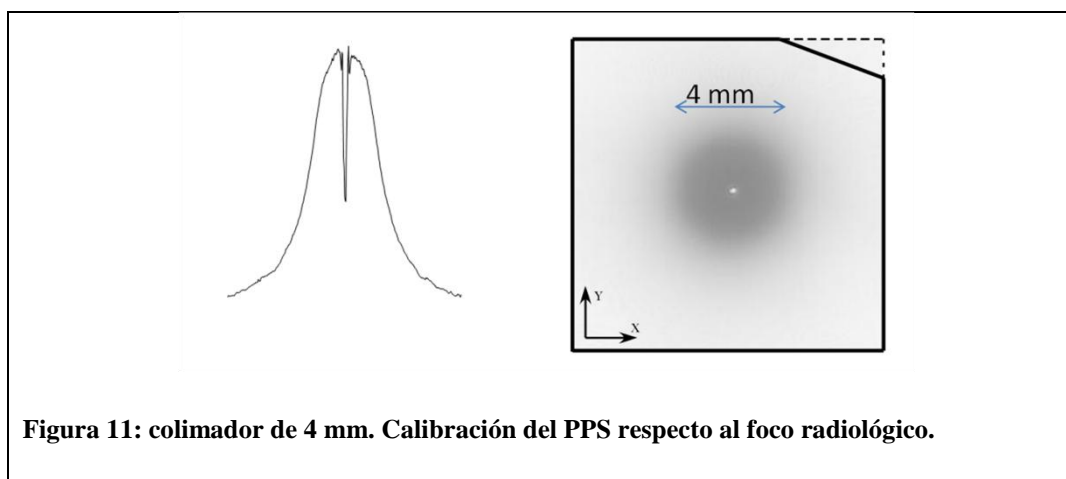 4 mm
Y
X
Figura 11: colimador de 4 mm. Calibración del PPS respecto al foco radiológico.